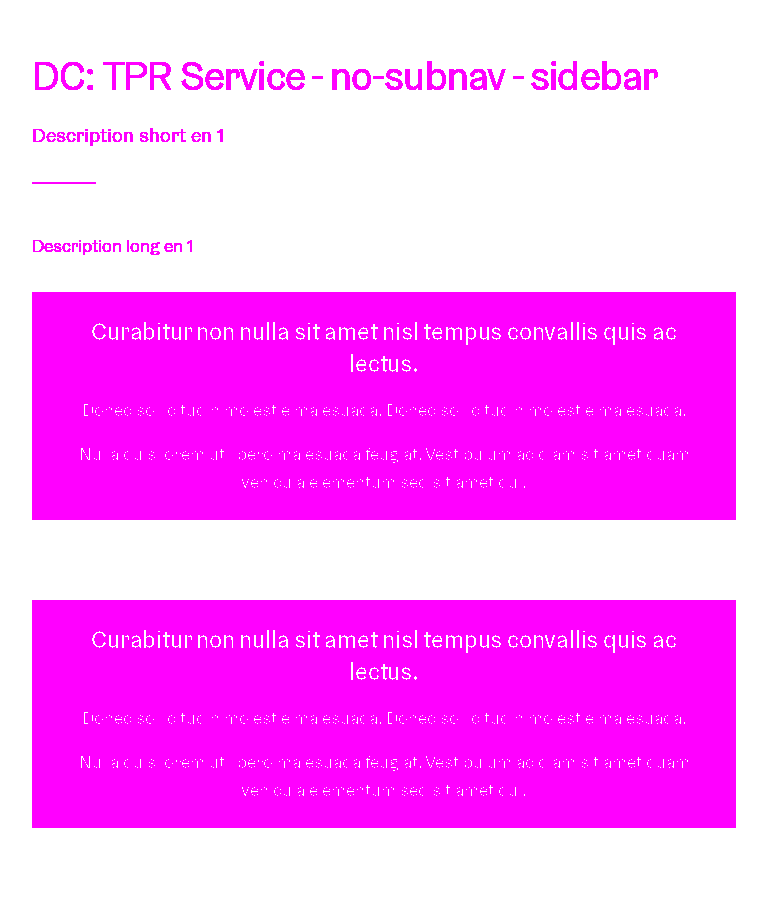 DC: TPR Service - no-subnav - sidebar
Description short en 1
Description long en 1
Curabitur non nulla sit amet nisl tempus convallis quis ac
lectus.
Donec sollicitudin molestie malesuada. Donec sollicitudin molestie malesuada.
Nulla quis lorem ut libero malesuada feugiat. Vestibulum ac diam sit amet quam
vehicula elementum sed sit amet dui.
Curabitur non nulla sit amet nisl tempus convallis quis ac
lectus.
Donec sollicitudin molestie malesuada. Donec sollicitudin molestie malesuada.
Nulla quis lorem ut libero malesuada feugiat. Vestibulum ac diam sit amet quam
vehicula elementum sed sit amet dui.